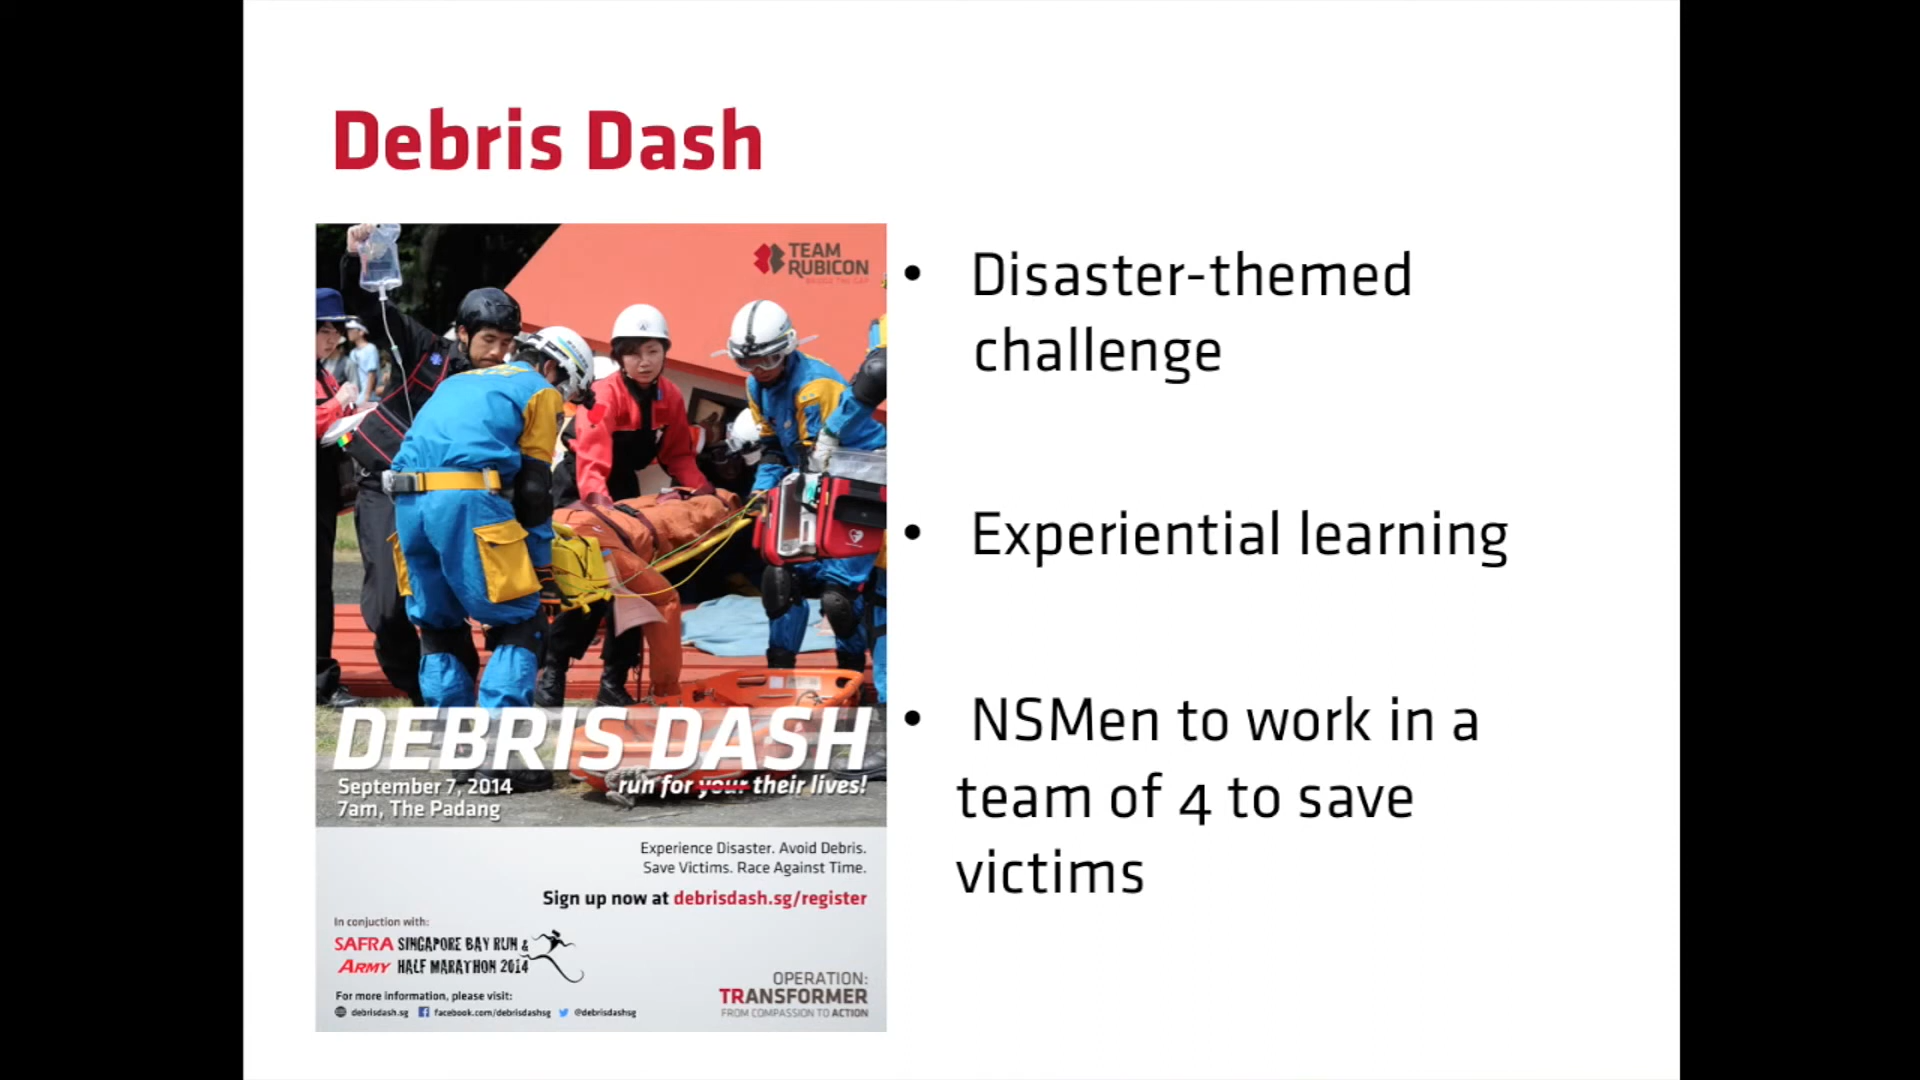 Debris Dash
TEAM
RUBICON
DEBRIS DASH
September 7, 2014
7am, The Padang
run for your their lives!
Experience Disaster. Avoid Debris.
Save Victims. Race Against Time.
Sign up now at debrisdash.sg/register
In conjuction with:
SAFRA SINGAPORE BAY RUN &
ARMY HALF MARATHON 2014
For more information, please visit:
debrisdash.sg facebook.com/debrisdashsg @debrisdashsg
OPERATION:
TRANSFORMER
FROM COMPASSION TO ACTION
• Disaster-themed
challenge
• Experiential learning
• NSMen to work in a
team of 4 to save
victims